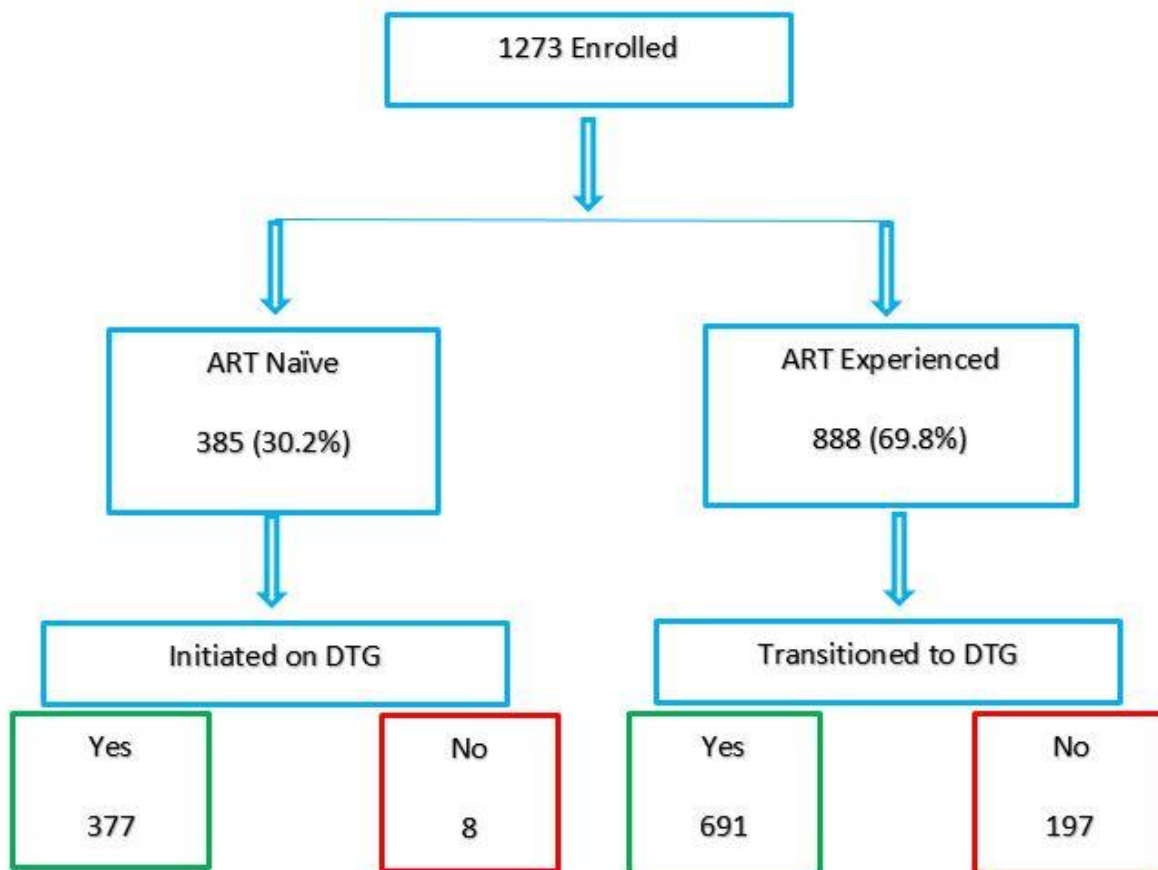 1273 Enrolled
ART Naïve
385 (30.2%)
ART Experienced
888 (69.8%)
Initiated on DTG
Transitioned to DTG
Yes
377
No
8
Yes
691
No
197